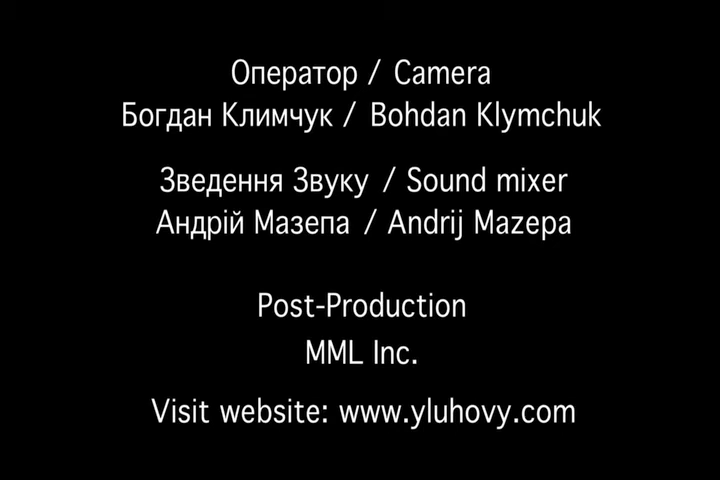 Оператор / Camera
Богдан Климчук / Bohdan Klymchuk
Зведення Звуку / Sound mixer
Андрій Мазепа / Andrij Mazepa
Post-Production
MML Inc.
Visit website: www.yluhovy.com